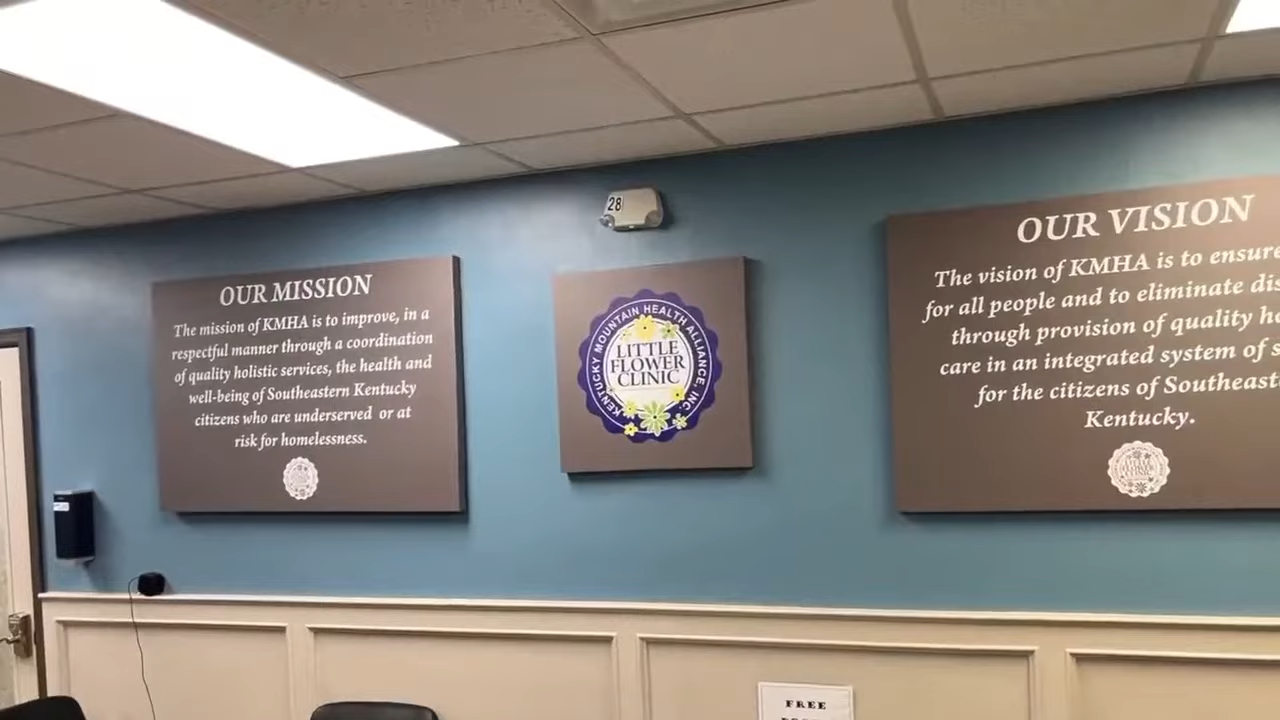 28
OUR MISSION
The mission of KMHA is to improve, in a
respectful manner through a coordination
of quality holistic services, the health and
well-being of Southeastern Kentucky
citizens who are underserved or at
risk for homelessness.
KENTUCKY MOUNTAIN HEALTH ALLIANCE, INC.
LITTLE
FLOWER
CLINIC
OUR VISION
The vision of KMHA is to ensure
for all people and to eliminate
through provision of quality
care in an integrated system of
for the citizens of
Kentucky.
LITTLE
FLOWER
CLINIC
FREE